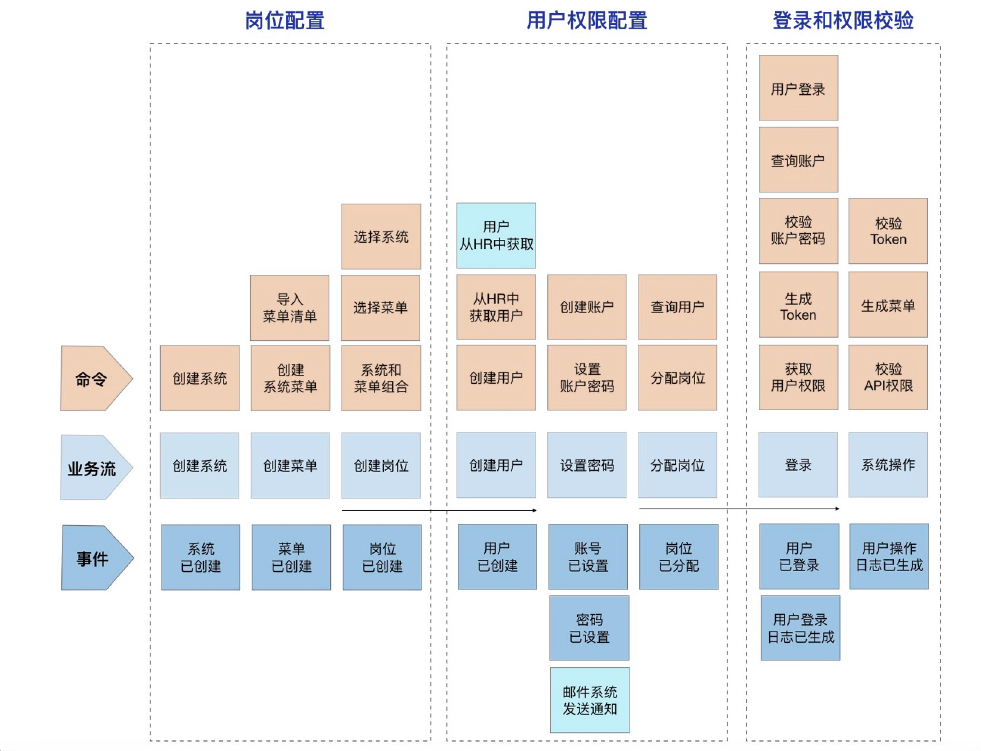 岗位配置
用户权限配置
登录和权限校验
用户登录
查询账户
选择系统
用户
从HR中获取
校验
账户密码
校验
Token
导入
菜单清单
选择菜单
从HR中
获取用户
创建账户
查询用户
生成
Token
生成菜单
命令
创建系统
创建
系统菜单
系统和
菜单组合
创建用户
设置
账户密码
分配岗位
获取
用户权限
校验
API权限
业务流
创建系统
创建菜单
创建岗位
创建用户
设置密码
分配岗位
登录
系统操作
事件
系统
已创建
菜单
已创建
岗位
已创建
用户
已创建
账号
已设置
岗位
已分配
用户
已登录
用户操作
日志已生成
密码
已设置
用户登录
日志已生成
邮件系统
发送通知